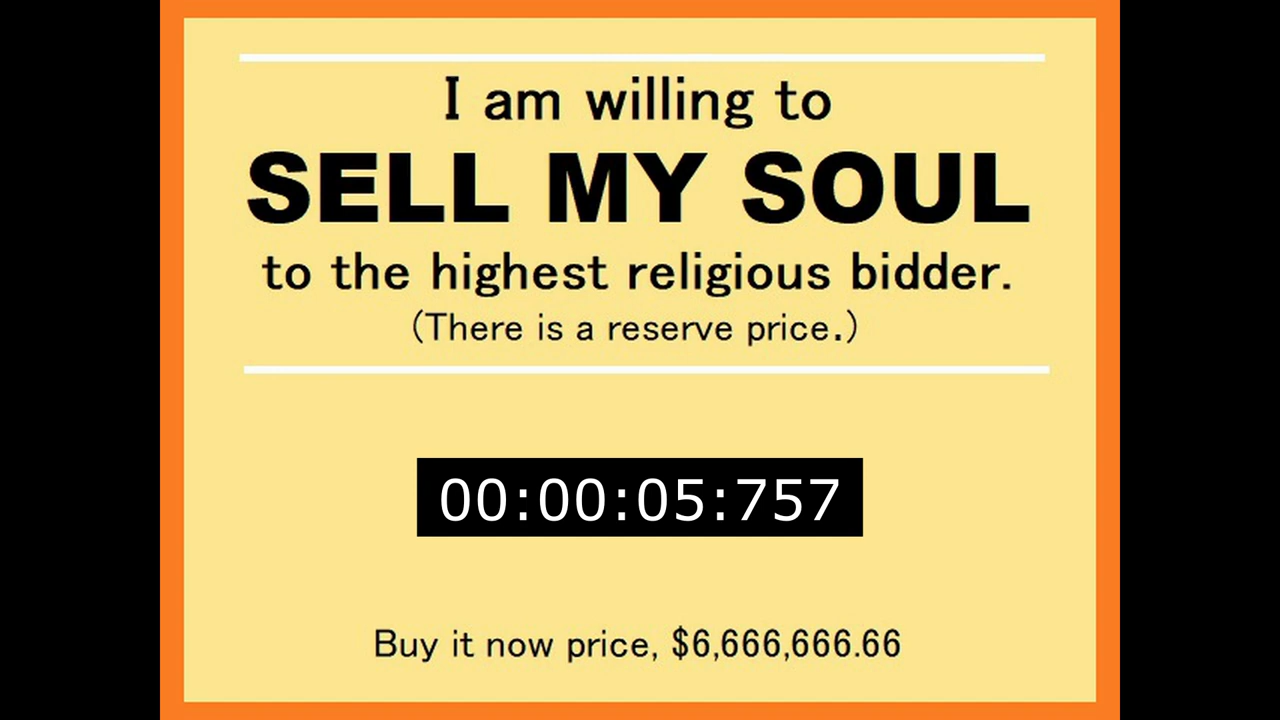 I am willing to
SELL MY SOUL
to the highest religious bidder.
(There is a reserve price.)
00:00:05:757
Buy it now price, $6,666,666.66